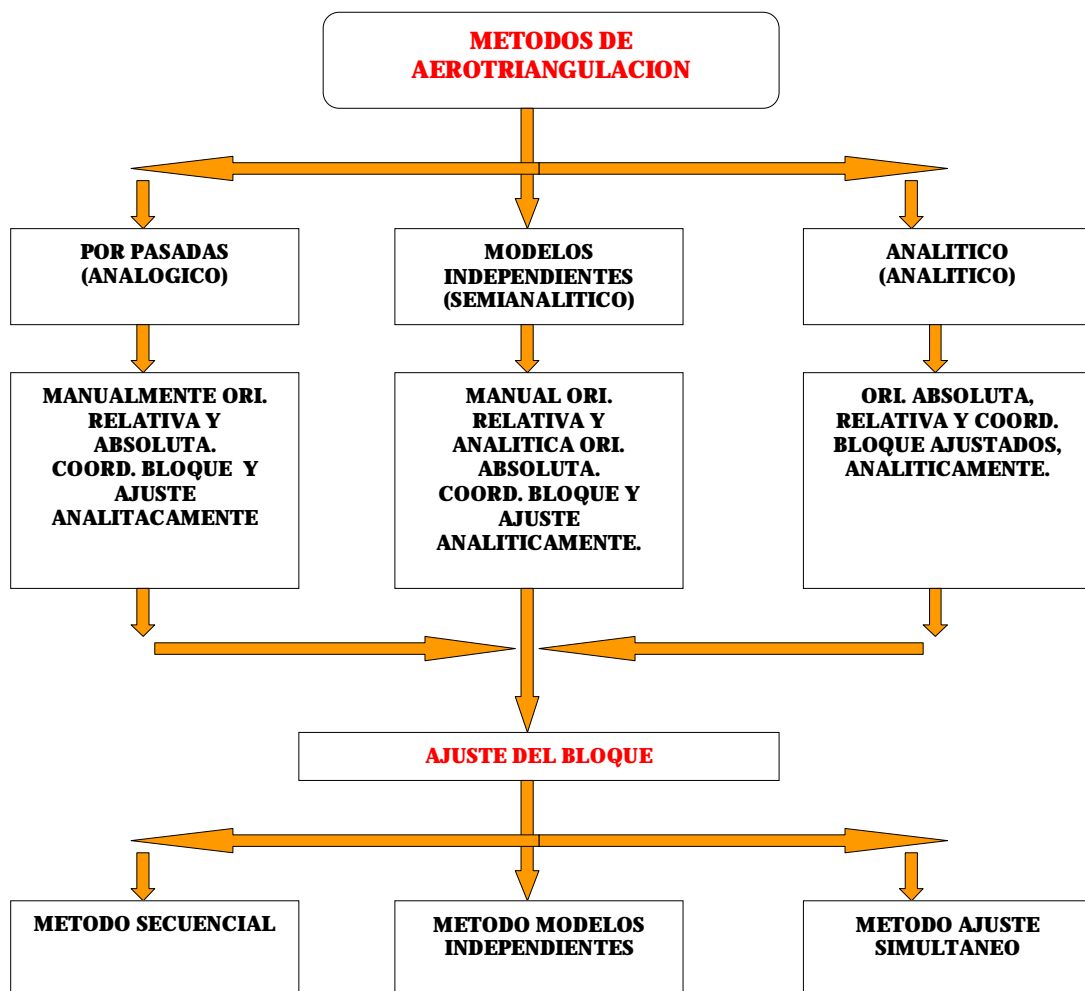 METODOS DE
AEROTRIANGULACION
POR PASADAS
(ANALOGICO)
MODELOS
INDEPENDIENTES
(SEMIANALITICO)
ANALITICO
(ANALITICO)
MANUALMENTE ORI.
RELATIVA Y
ABSOLUTA.
COORD. BLOQUE Y
AJUSTE
ANALITACAMENTE
MANUAL ORI.
RELATIVA Y
ANALITICA ORI.
ABSOLUTA.
COORD. BLOQUE Y
AJUSTE
ANALITICAMENTE.
ORI. ABSOLUTA,
RELATIVA Y COORD.
BLOQUE AJUSTADOS,
ANALITICAMENTE.
AJUSTE DEL BLOQUE
METODO SECUENCIAL
METODO MODELOS
INDEPENDIENTES
METODO AJUSTE
SIMULTANEO